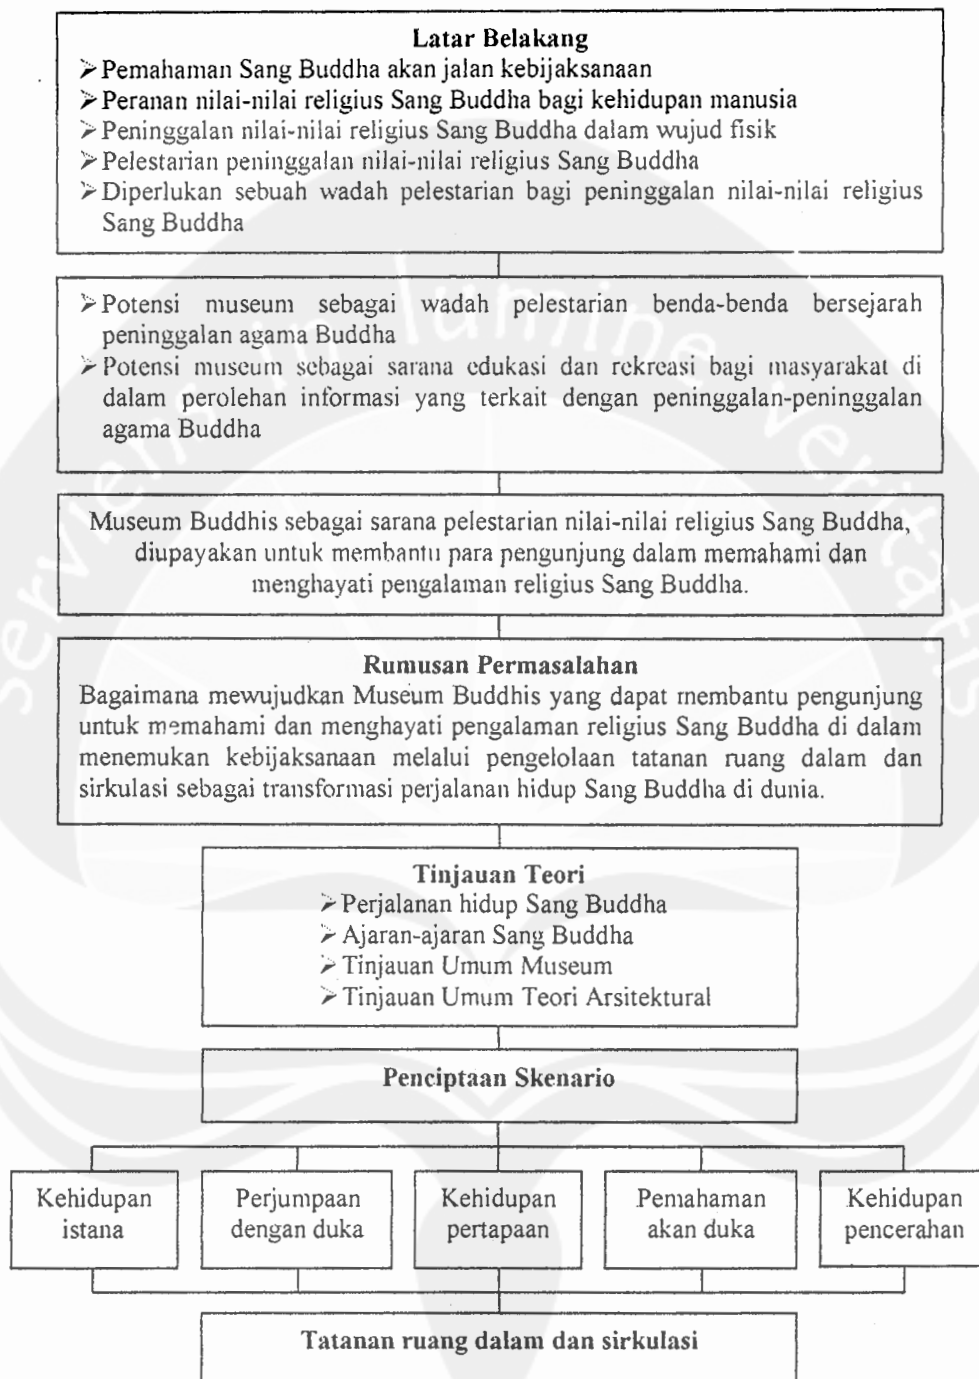 Latar Belakang
➢ Pemahaman Sang Buddha akan jalan kebijaksanaan
➢ Peranan nilai-nilai religius Sang Buddha bagi kehidupan manusia
➢ Peninggalan nilai-nilai religius Sang Buddha dalam wujud fisik
➢ Pelestarian peninggalan nilai-nilai religius Sang Buddha
➢ Diperlukan sebuah wadah pelestarian bagi peninggalan nilai-nilai religius
Sang Buddha
➢ Potensi museum sebagai wadah pelestarian benda-benda bersejarah
peninggalan agama Buddha
➢ Potensi museum sebagai sarana edukasi dan rekreasi bagi masyarakat di
dalam perolehan informasi yang terkait dengan peninggalan-peninggalan
agama Buddha
Museum Buddhis sebagai sarana pelestarian nilai-nilai religius Sang Buddha,
diupayakan untuk membantu para pengunjung dalam memahami dan
menghayati pengalaman religius Sang Buddha.
Rumusan Permasalahan
Bagaimana mewujudkan Museum Buddhis yang dapat membantu pengunjung
untuk memahami dan menghayati pengalaman religius Sang Buddha di dalam
menemukan kebijaksanaan melalui pengelolaan tatanan ruang dalam dan
sirkulasi sebagai transformasi perjalanan hidup Sang Buddha di dunia.
Tinjauan Teori
➢ Perjalanan hidup Sang Buddha
➢ Ajaran-ajaran Sang Buddha
➢ Tinjauan Umum Museum
➢ Tinjauan Umum Teori Arsitektural
Penciptaan Skenario
Kehidupan
istana
Perjumpaan
dengan duka
Kehidupan
pertapaan
Pemahaman
akan duka
Kehidupan
pencerahan
Tatanan ruang dalam dan sirkulasi
serviens in lumine veritatis